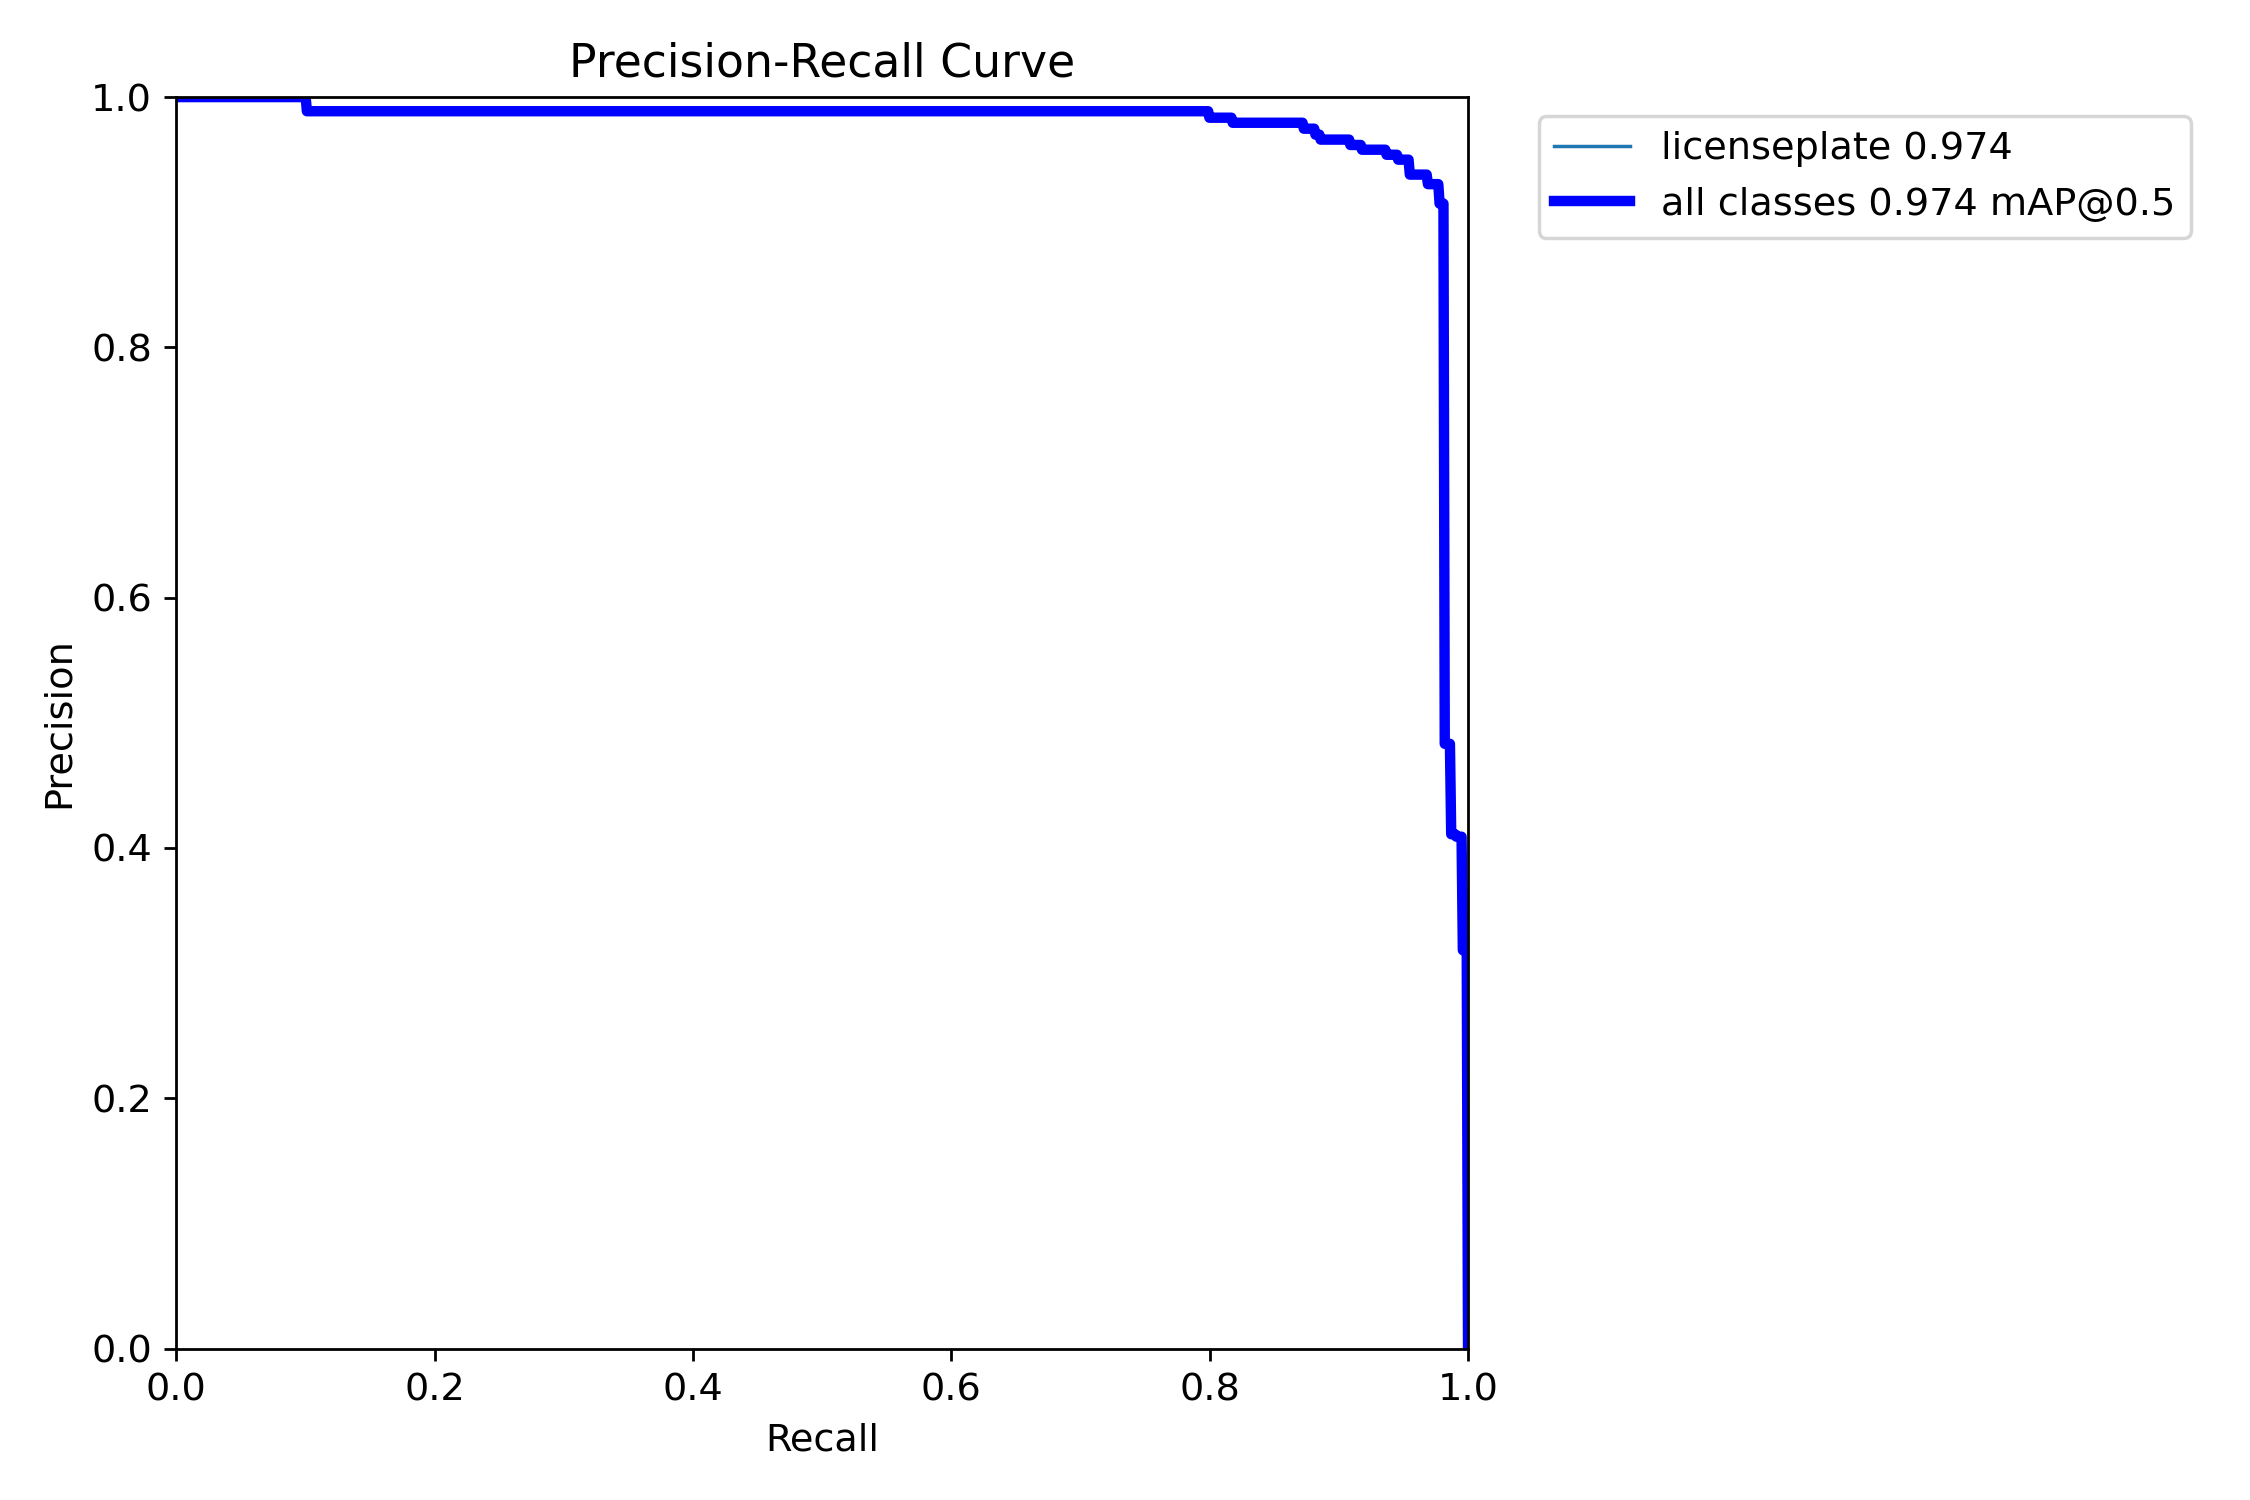 Precision-Recall Curve
1.0
0.8
0.6
0.4
0.2
0.0
Precision
0.0 0.2 0.4 0.6 0.8 1.0
Recall
licenseplate 0.974
all classes 0.974 mAP@0.5